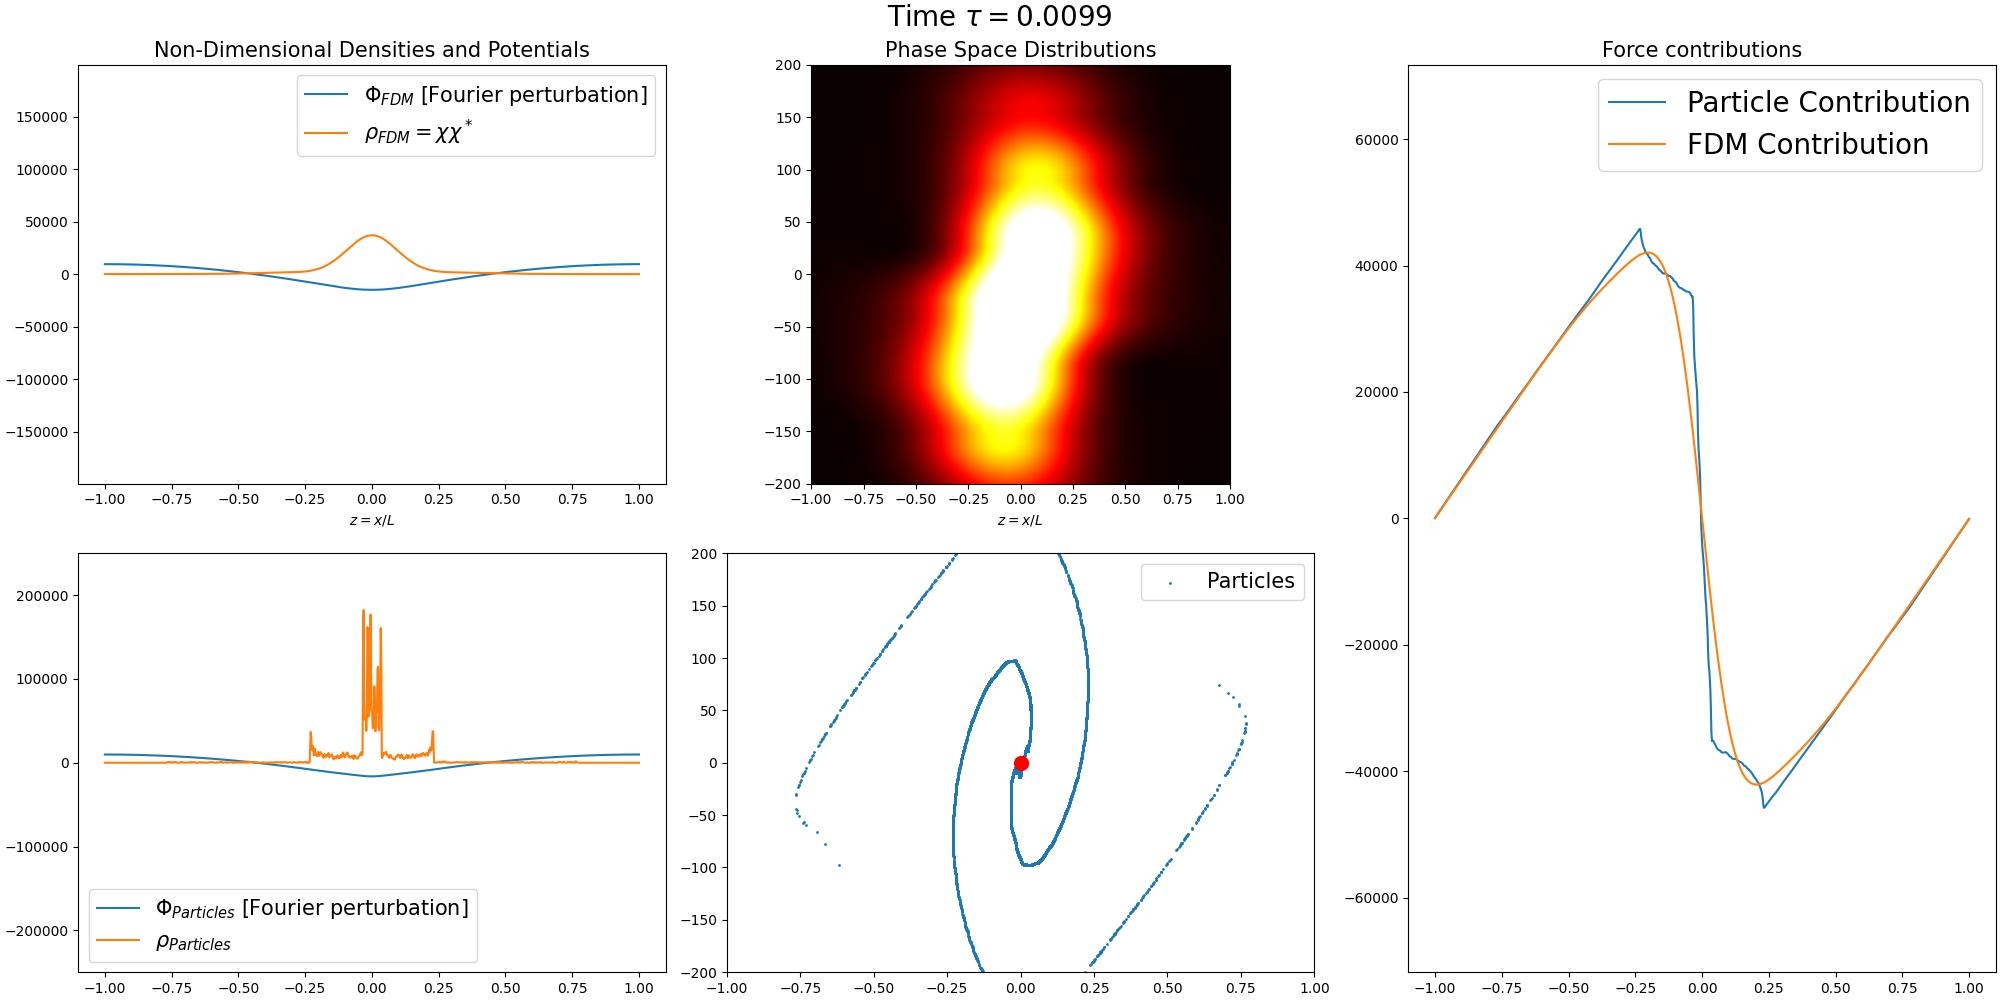 Time τ = 0.0099
Non-Dimensional Densities and Potentials
Φ_FDM [Fourier perturbation]
ρ_FDM = χχ*
150000
100000
50000
0
−50000
−100000
−150000
−1.00 −0.75 −0.50 −0.25 0.00 0.25 0.50 0.75 1.00
z = x/L
Phase Space Distributions
200
150
100
50
0
−50
−100
−150
−200
−1.00 −0.75 −0.50 −0.25 0.00 0.25 0.50 0.75 1.00
z = x/L
Force contributions
Particle Contribution
FDM Contribution
60000
40000
20000
0
−20000
−40000
−60000
−1.00 −0.75 −0.50 −0.25 0.00 0.25 0.50 0.75 1.00
200000
100000
0
−100000
−200000
Φ_Particles [Fourier perturbation]
ρ_Particles
−1.00 −0.75 −0.50 −0.25 0.00 0.25 0.50 0.75 1.00
Particles
200
150
100
50
0
−50
−100
−150
−200
−1.00 −0.75 −0.50 −0.25 0.00 0.25 0.50 0.75 1.00